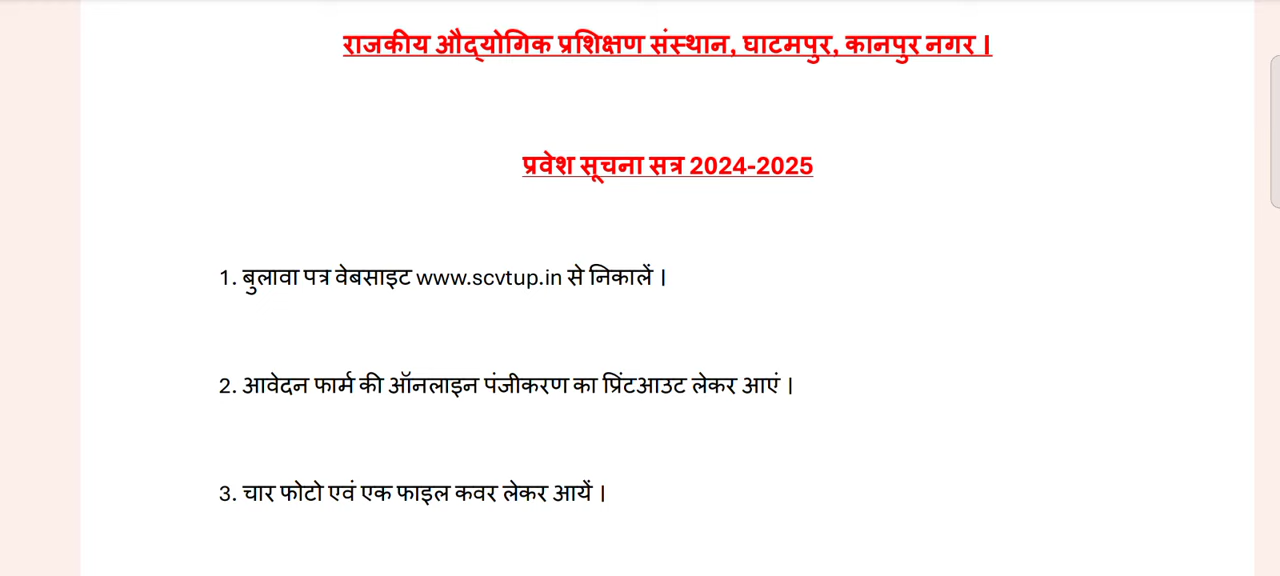 राजकीय औद्योगिक प्रशिक्षण संस्थान, घाटमपुर, कानपुर नगर |
प्रवेश सूचना सत्र 2024-2025
1. बुलावा पत्र वेबसाइट www.scvtup.in से निकालें |
2. आवेदन फार्म की ऑनलाइन पंजीकरण का प्रिंटआउट लेकर आएं |
3. चार फोटो एवं एक फाइल कवर लेकर आयें |